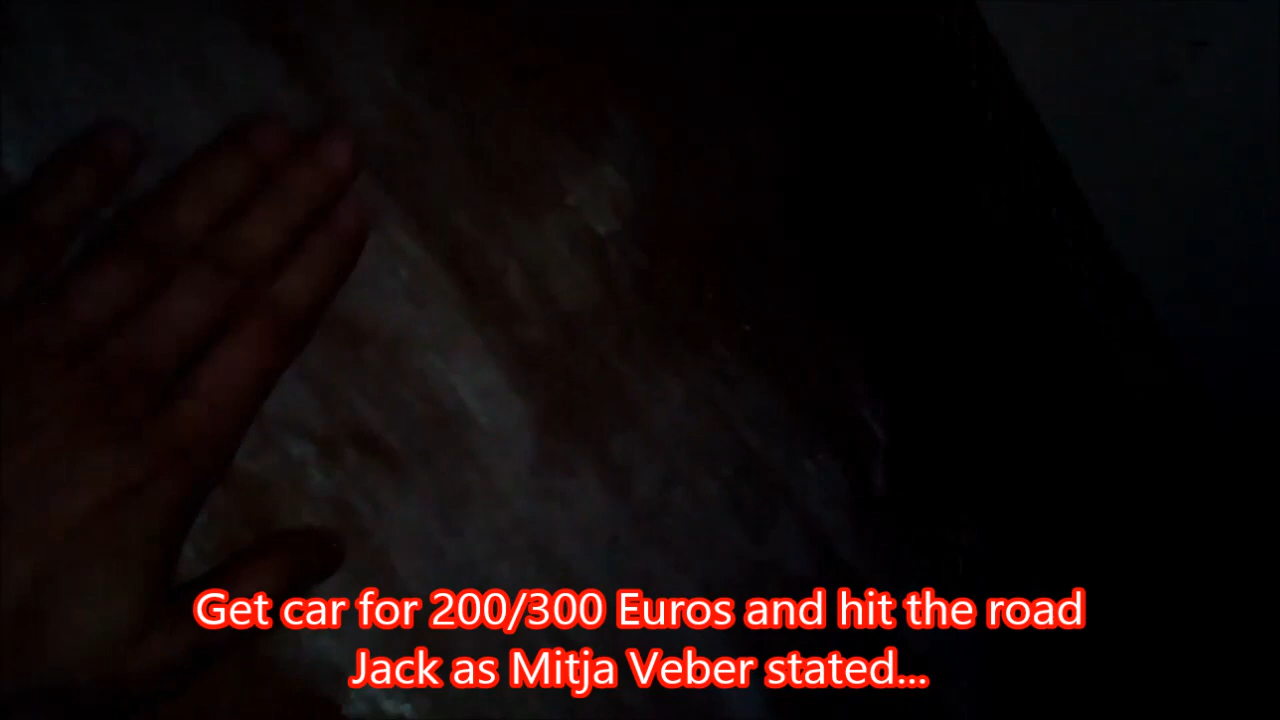 Get car for 200/300 Euros and hit the road
Jack as Mitja Veber stated...